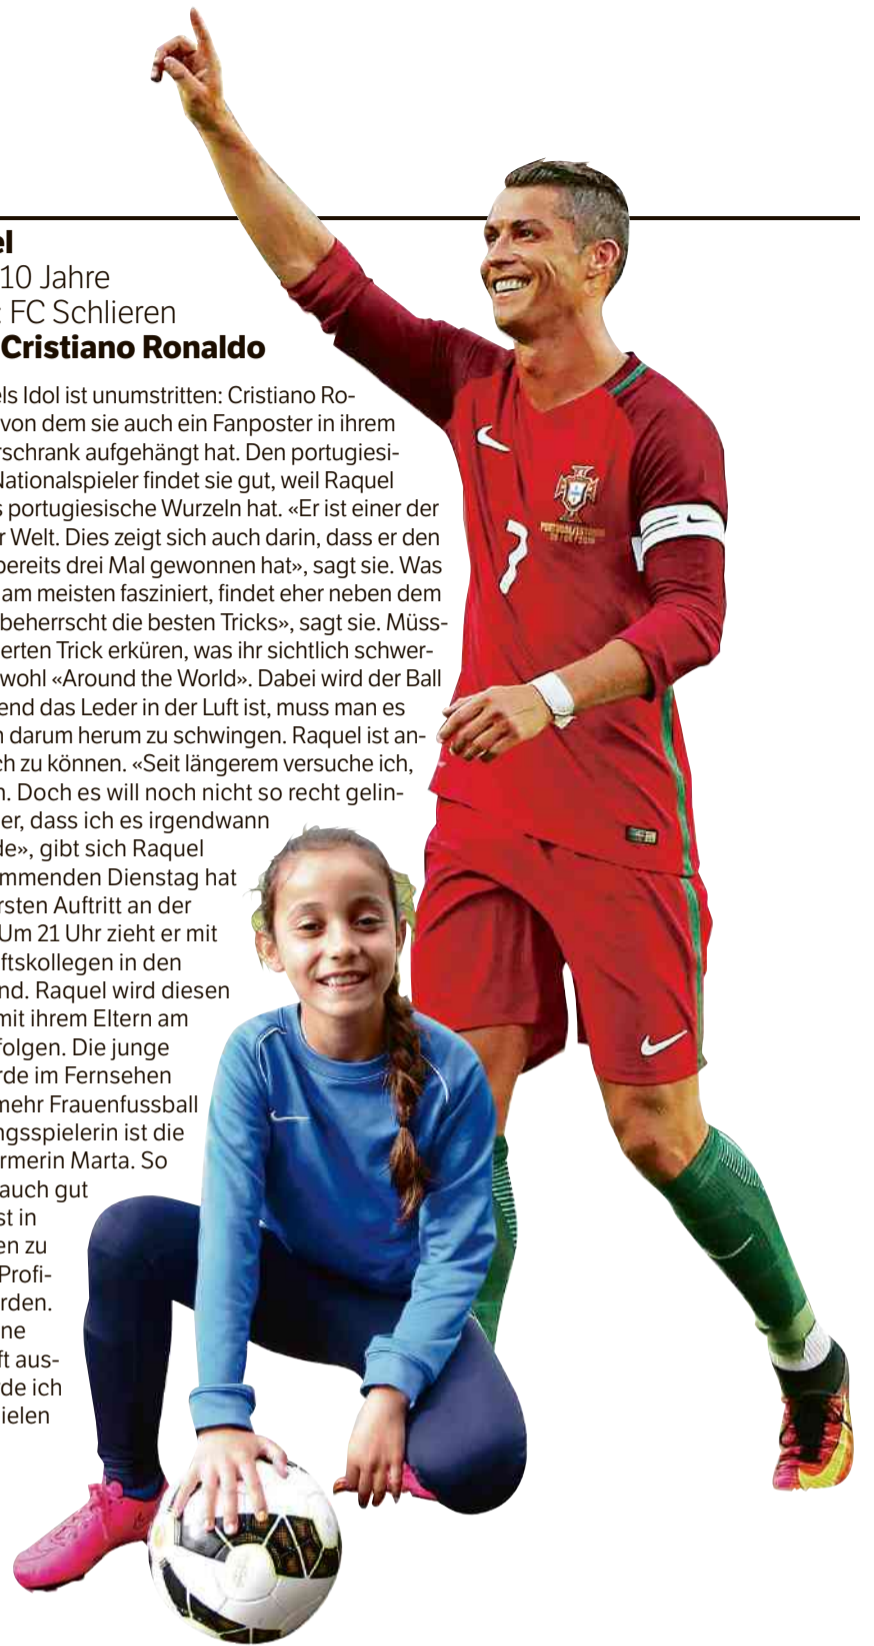 el
10 Jahre
: FC Schlieren
Cristiano Ronaldo
els Idol ist unumstritten: Cristiano Ro-
von dem sie auch ein Fanposter in ihrem
rschrank aufgehängt hat. Den portugiesi-
Nationalspieler findet sie gut, weil Raquel
s portugiesische Wurzeln hat. «Er ist einer der
r Welt. Dies zeigt sich auch darin, dass er den
bereits drei Mal gewonnen hat», sagt sie. Was
am meisten fasziniert, findet eher neben dem
beherrscht die besten Tricks», sagt sie. Müss-
erten Trick erküren, was ihr sichtlich schwer-
wohl «Around the World». Dabei wird der Ball
end das Leder in der Luft ist, muss man es
n darum herum zu schwingen. Raquel ist an-
ch zu können. «Seit längerem versuche ich,
n. Doch es will noch nicht so recht gelin-
er, dass ich es irgendwann
de», gibt sich Raquel
mmenden Dienstag hat
rsten Auftritt an der
Um 21 Uhr zieht er mit
ftskollegen in den
nd. Raquel wird diesen
mit ihrem Eltern am
folgen. Die junge
rde im Fernsehen
mehr Frauenfussball
ngsspielerin ist die
rmerin Marta. So
auch gut
st in
en zu
Profi-
rden.
ne
ft aus-
de ich
ielen
7